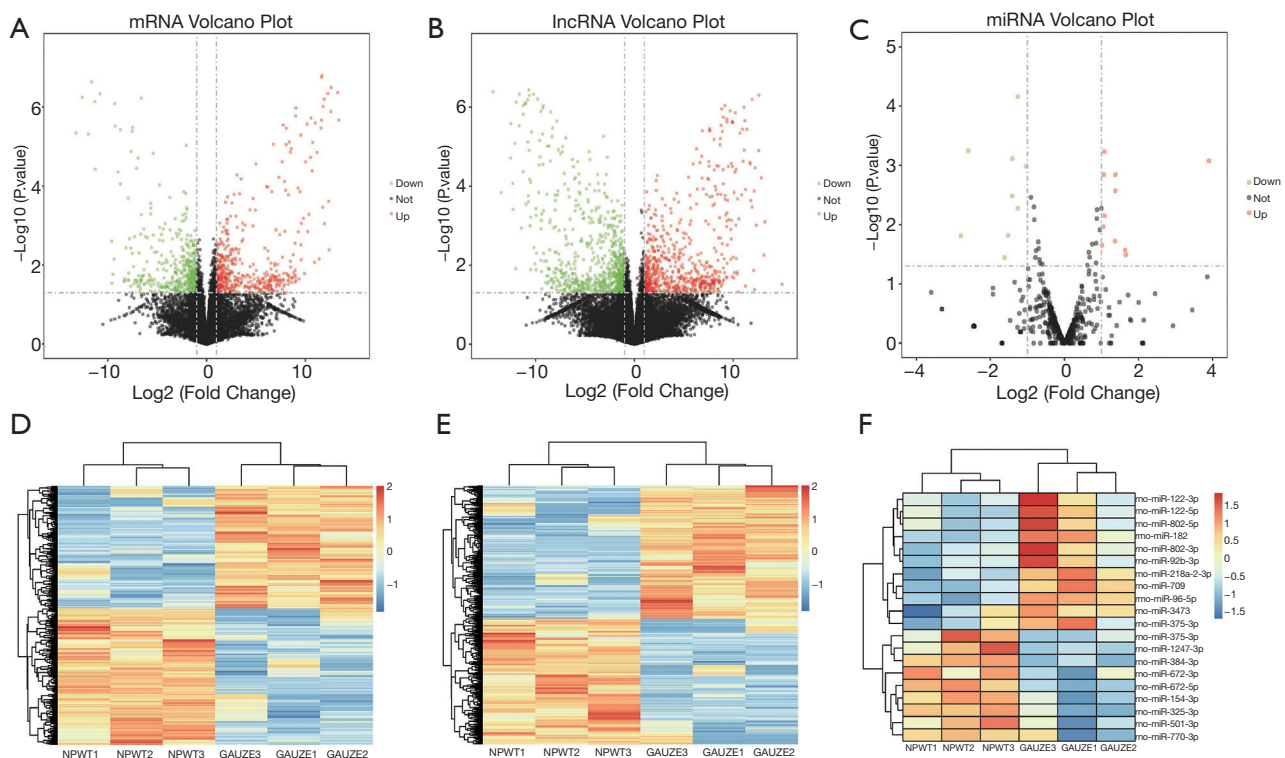 A
mRNA Volcano Plot
6
4
2
0
−10
0
10
−Log10 (P.value)
Log2 (Fold Change)
Down
Not
Up
B
lncRNA Volcano Plot
6
4
2
0
−10
0
10
−Log10 (P.value)
Log2 (Fold Change)
Down
Not
Up
C
miRNA Volcano Plot
5
4
3
2
1
0
−4
−2
0
2
4
−Log10 (P.value)
Log2 (Fold Change)
Down
Not
Up
D
2
1
0
−1
NPWT1 NPWT2 NPWT3 GAUZE3 GAUZE1 GAUZE2
E
2
1
0
−1
NPWT1 NPWT2 NPWT3 GAUZE3 GAUZE1 GAUZE2
F
rno-miR-122-3p
rno-miR-122-5p
rno-miR-802-5p
rno-miR-182
rno-miR-802-3p
rno-miR-92b-3p
rno-miR-218a-2-3p
rno-miR-709
rno-miR-96-5p
rno-miR-3473
rno-miR-375-3p
rno-miR-375-3p
rno-miR-1247-3p
rno-miR-384-3p
rno-miR-672-3p
rno-miR-672-5p
rno-miR-154-3p
rno-miR-325-3p
rno-miR-501-3p
rno-miR-770-3p
1.5
1
0.5
0
−0.5
−1
−1.5
NPWT1 NPWT2 NPWT3 GAUZE3 GAUZE1 GAUZE2